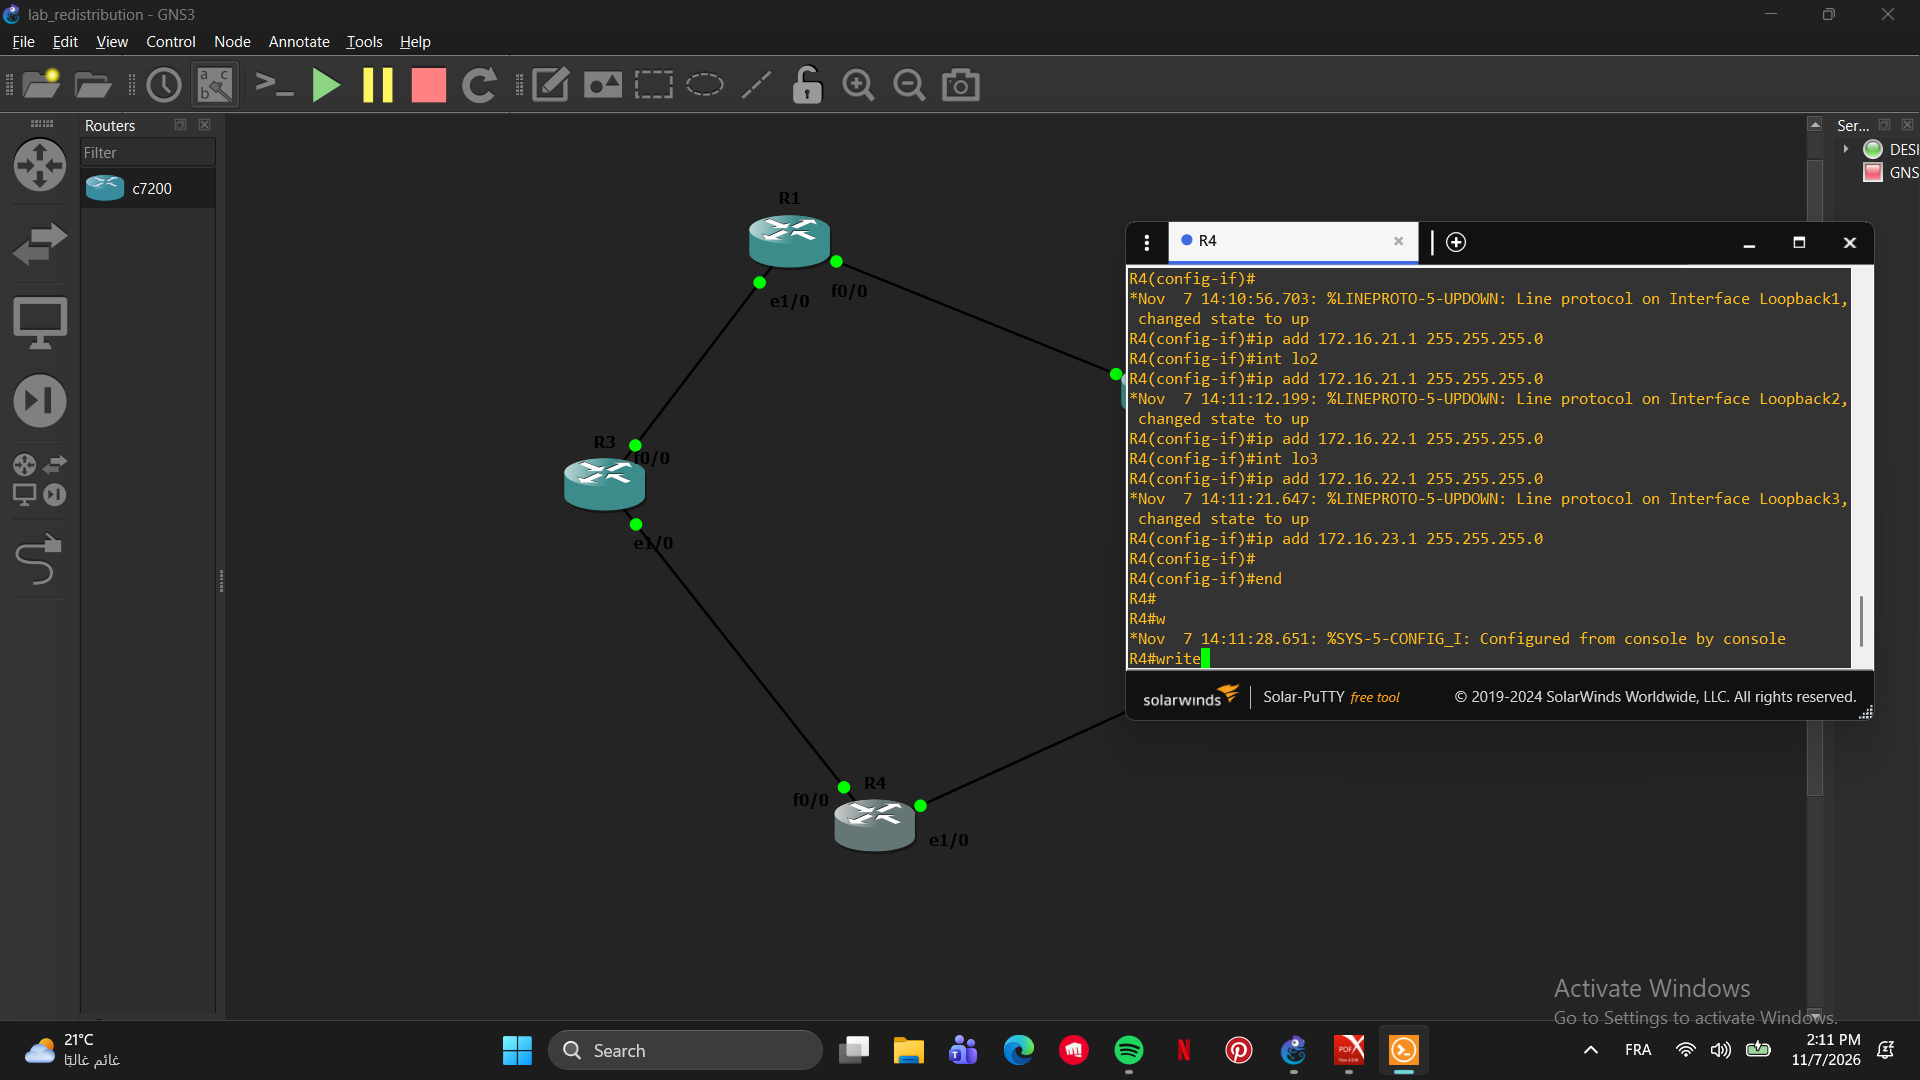 lab_redistribution - GNS3
File Edit View Control Node Annotate Tools Help
Routers
Filter
c7200
Ser...
DESH
GNS
R1
e1/0
f0/0
R3
f0/0
e1/0
R4
f0/0
e1/0
R4
R4(config-if)#
*Nov  7 14:10:56.703: %LINEPROTO-5-UPDOWN: Line protocol on Interface Loopback1,
changed state to up
R4(config-if)#ip add 172.16.21.1 255.255.255.0
R4(config-if)#int lo2
R4(config-if)#ip add 172.16.21.1 255.255.255.0
*Nov  7 14:11:12.199: %LINEPROTO-5-UPDOWN: Line protocol on Interface Loopback2,
changed state to up
R4(config-if)#ip add 172.16.22.1 255.255.255.0
R4(config-if)#int lo3
R4(config-if)#ip add 172.16.22.1 255.255.255.0
*Nov  7 14:11:21.647: %LINEPROTO-5-UPDOWN: Line protocol on Interface Loopback3,
changed state to up
R4(config-if)#ip add 172.16.23.1 255.255.255.0
R4(config-if)#
R4(config-if)#end
R4#
R4#w
*Nov  7 14:11:28.651: %SYS-5-CONFIG_I: Configured from console by console
R4#write
solarwinds Solar-PuTTY free tool © 2019-2024 SolarWinds Worldwide, LLC. All rights reserved.
Activate Windows
Go to Settings to activate Windows.
21°C
غائم غالبًا
Search
FRA
2:11 PM
11/7/2026